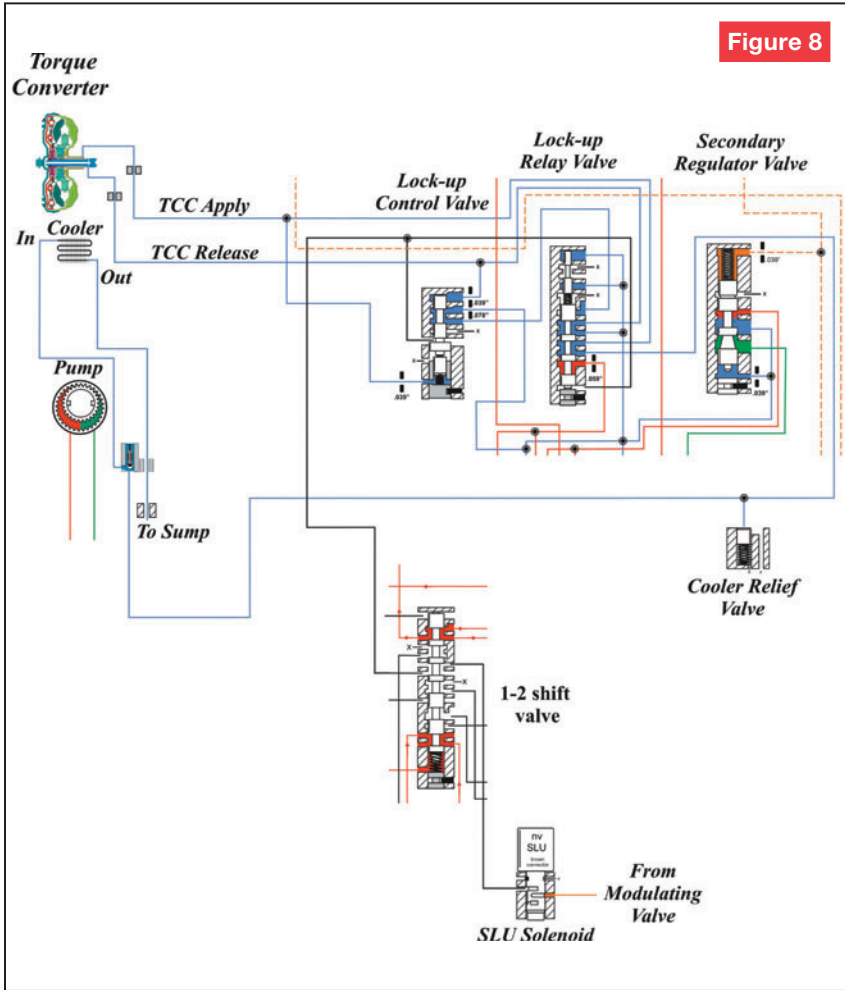 Figure 8
Torque
Converter
Lock-up
Relay Valve
Secondary
Regulator Valve
Lock-up
Control Valve
TCC Apply
In
Cooler
TCC Release
Out
x
x
x
x
x
.039"
.078"
.039"
.059"
.039"
Pump
To Sump
Cooler Relief
Valve
X
X
1-2 shift
valve
nv
SLU
From
Modulating
Valve
SLU Solenoid